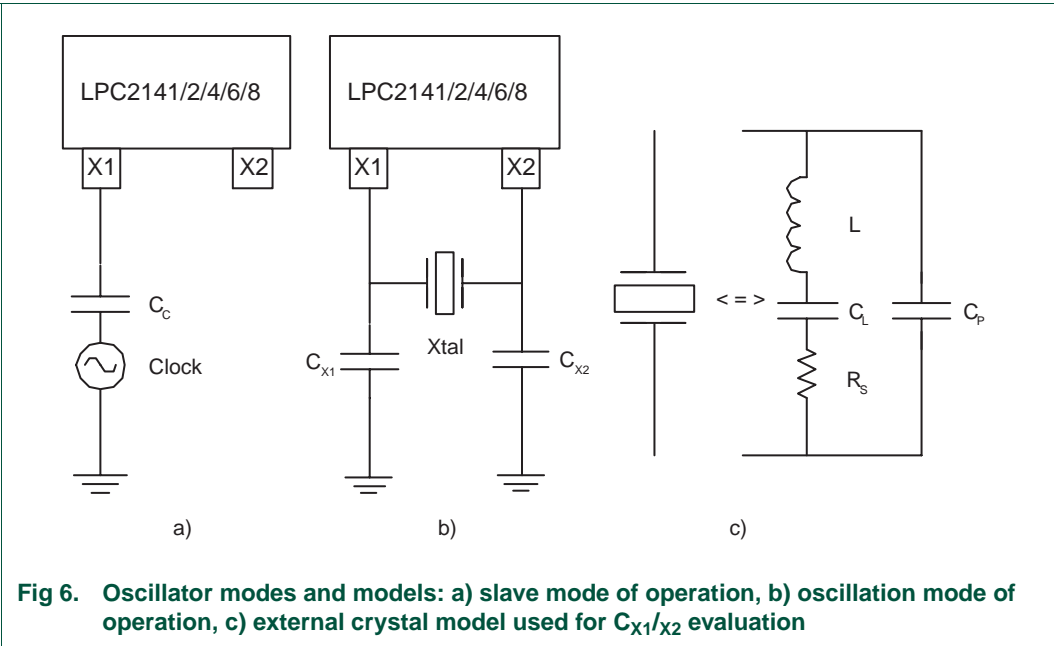 LPC2141/2/4/6/8
X1
X2
C_C
Clock
a)
LPC2141/2/4/6/8
X1
X2
Xtal
C_X1
C_X2
b)
< = >
L
C_L
C_P
R_S
c)
Fig 6. Oscillator modes and models: a) slave mode of operation, b) oscillation mode of
operation, c) external crystal model used for C_X1/X2 evaluation